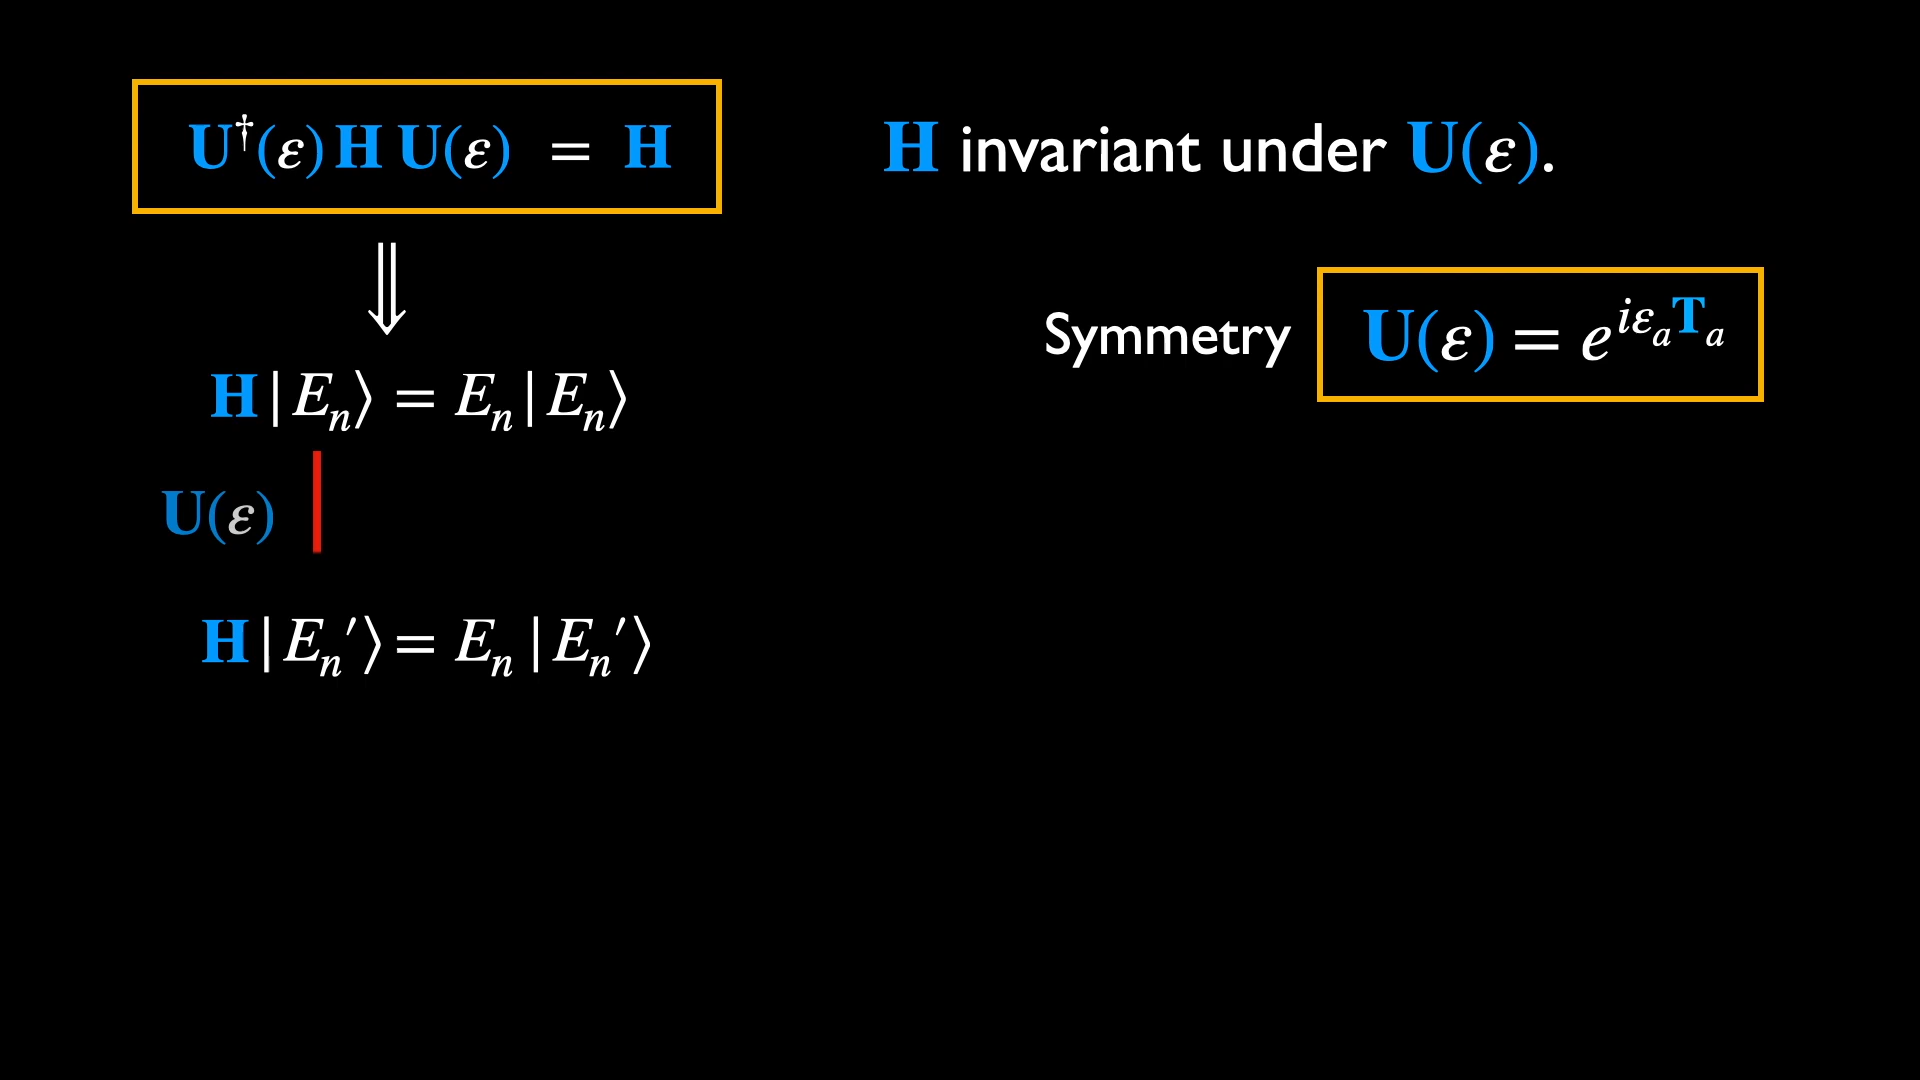 U†(ε) H U(ε) = H
H invariant under U(ε).
⇓
Symmetry U(ε) = e^{iε_a T_a}
H|E_n⟩ = E_n|E_n⟩
U(ε)
H|E_n′⟩ = E_n|E_n′⟩